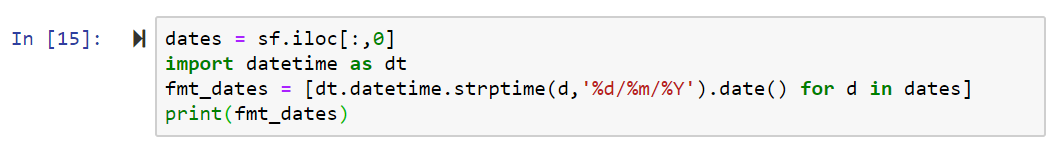 In [15]: dates = sf.iloc[:,0]
import datetime as dt
fmt_dates = [dt.datetime.strptime(d,'%d/%m/%Y').date() for d in dates]
print(fmt_dates)